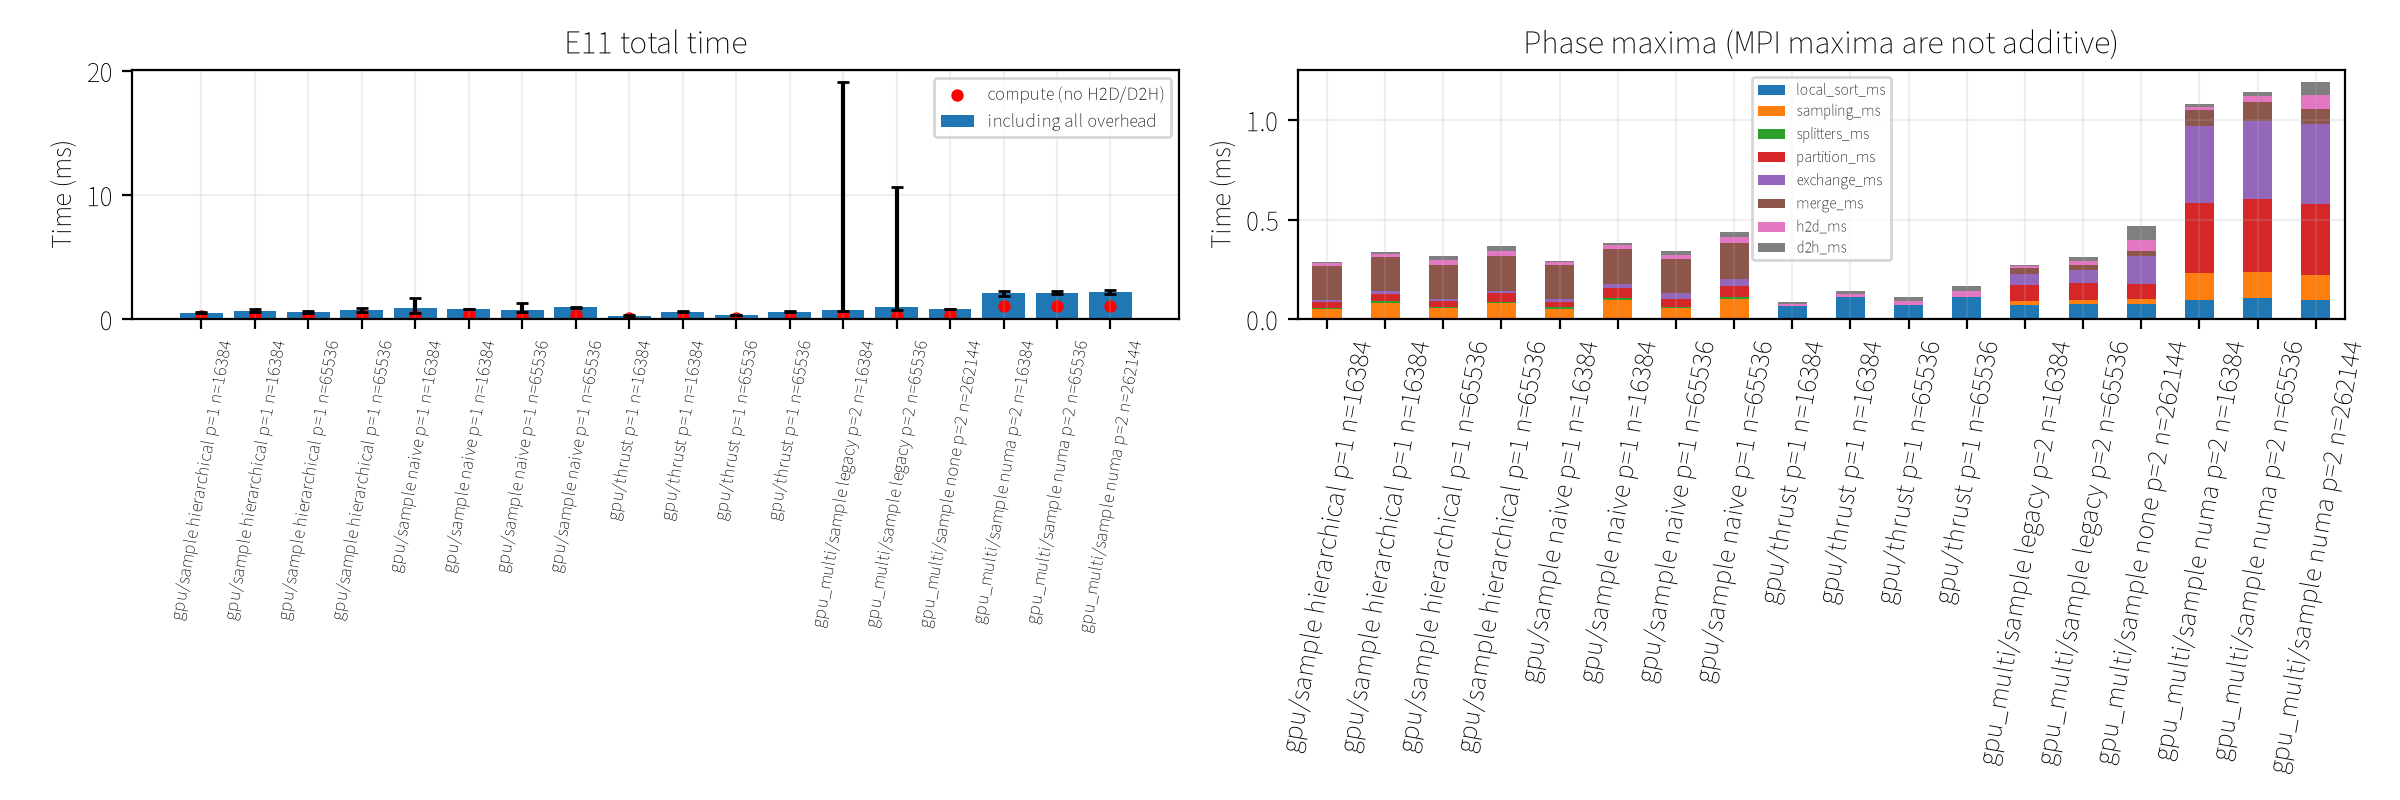 E11 total time
Time (ms)
20
10
0
compute (no H2D/D2H)
including all overhead
gpu/sample hierarchical p=1 n=16384
gpu/sample hierarchical p=1 n=16384
gpu/sample hierarchical p=1 n=65536
gpu/sample hierarchical p=1 n=65536
gpu/sample naive p=1 n=16384
gpu/sample naive p=1 n=16384
gpu/sample naive p=1 n=65536
gpu/sample naive p=1 n=65536
gpu/thrust p=1 n=16384
gpu/thrust p=1 n=16384
gpu/thrust p=1 n=65536
gpu/thrust p=1 n=65536
gpu_multi/sample legacy p=2 n=16384
gpu_multi/sample legacy p=2 n=65536
gpu_multi/sample none p=2 n=262144
gpu_multi/sample numa p=2 n=16384
gpu_multi/sample numa p=2 n=65536
gpu_multi/sample numa p=2 n=262144
Phase maxima (MPI maxima are not additive)
Time (ms)
1.0
0.5
0.0
local_sort_ms
sampling_ms
splitters_ms
partition_ms
exchange_ms
merge_ms
h2d_ms
d2h_ms
gpu/sample hierarchical p=1 n=16384
gpu/sample hierarchical p=1 n=16384
gpu/sample hierarchical p=1 n=65536
gpu/sample hierarchical p=1 n=65536
gpu/sample naive p=1 n=16384
gpu/sample naive p=1 n=16384
gpu/sample naive p=1 n=65536
gpu/sample naive p=1 n=65536
gpu/thrust p=1 n=16384
gpu/thrust p=1 n=16384
gpu/thrust p=1 n=65536
gpu/thrust p=1 n=65536
gpu_multi/sample legacy p=2 n=16384
gpu_multi/sample legacy p=2 n=65536
gpu_multi/sample none p=2 n=262144
gpu_multi/sample numa p=2 n=16384
gpu_multi/sample numa p=2 n=65536
gpu_multi/sample numa p=2 n=262144